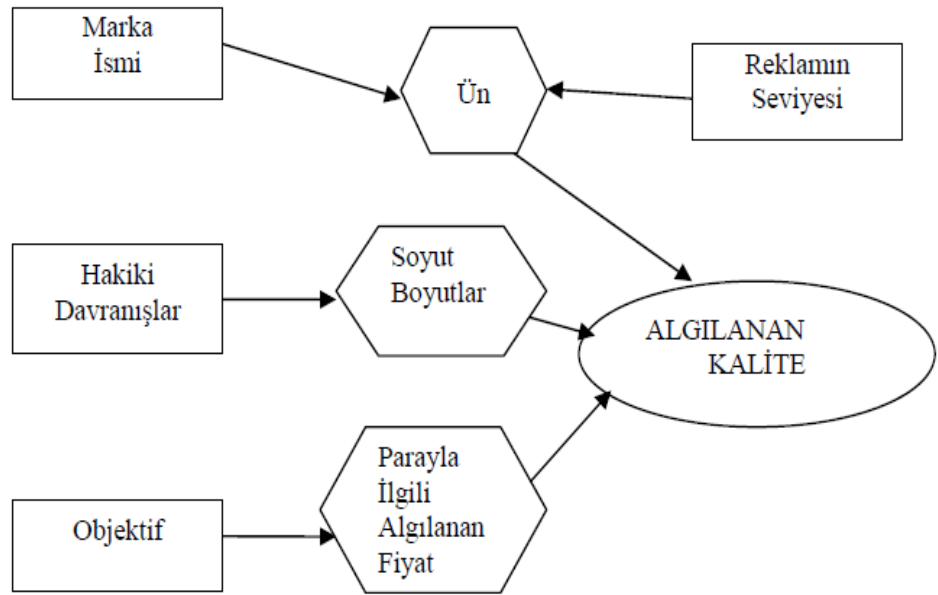 Marka
İsmi
Ün
Reklamın
Seviyesi
Hakiki
Davranışlar
Soyut
Boyutlar
ALGILANAN
KALİTE
Parayla
İlgili
Algılanan
Fiyat
Objektif